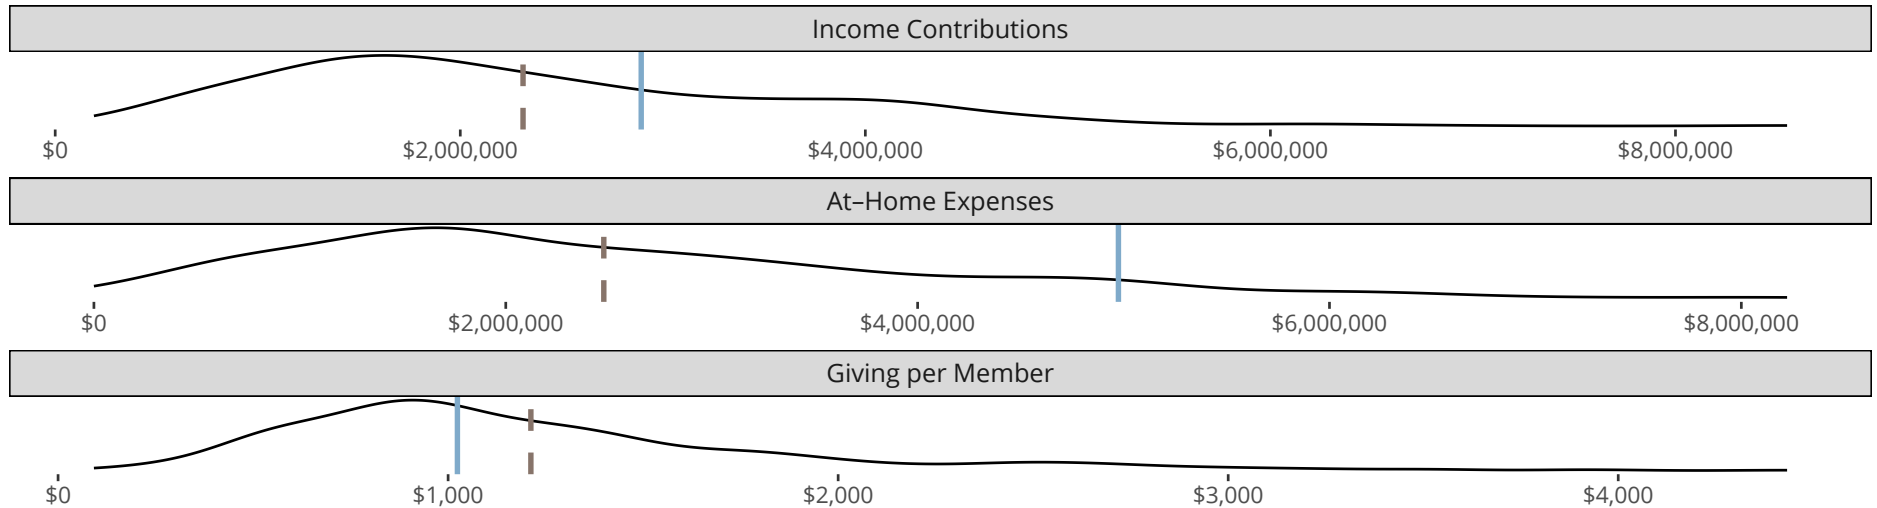 Income Contributions
$0 $2,000,000 $4,000,000 $6,000,000 $8,000,000
At–Home Expenses
$0 $2,000,000 $4,000,000 $6,000,000 $8,000,000
Giving per Member
$0 $1,000 $2,000 $3,000 $4,000